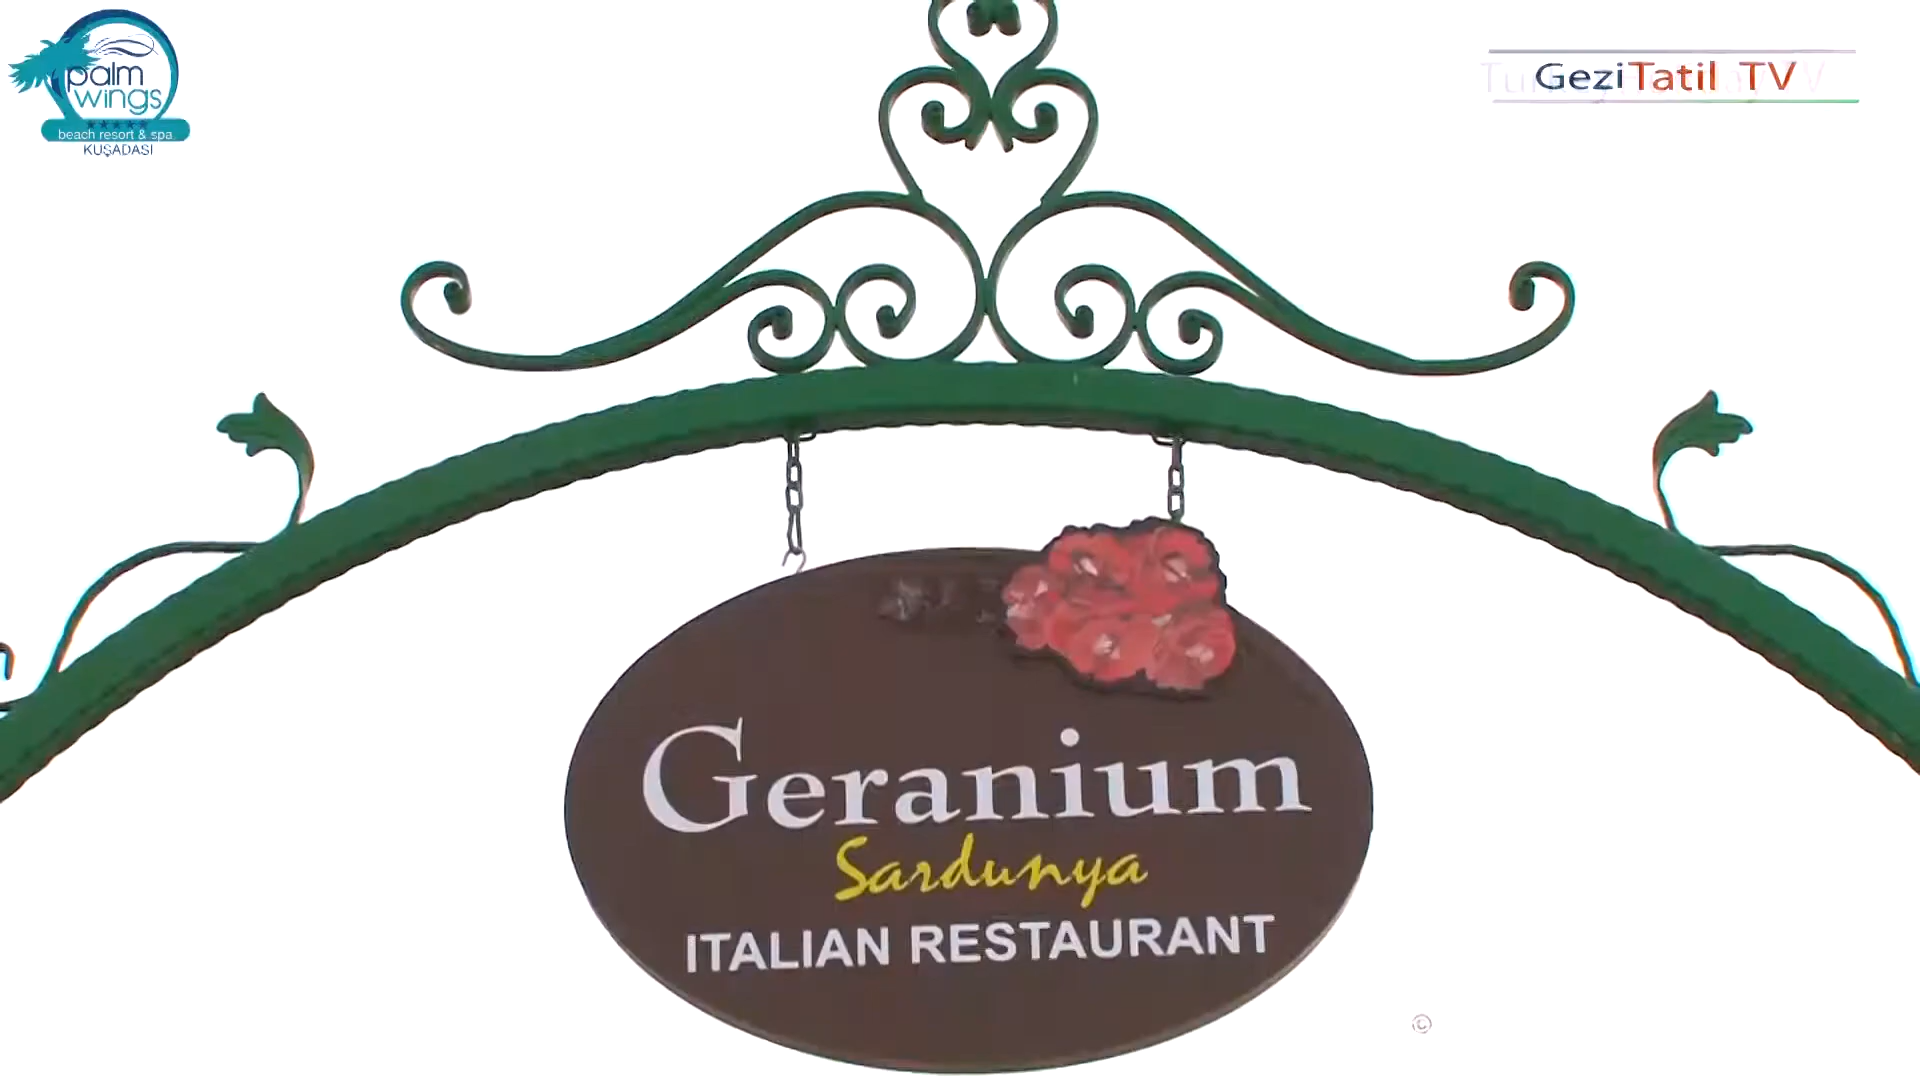 palm
wings
beach resort & spa
KUŞADASI
GeziTatil TV
Geranium
Sardunya
ITALIAN RESTAURANT
©